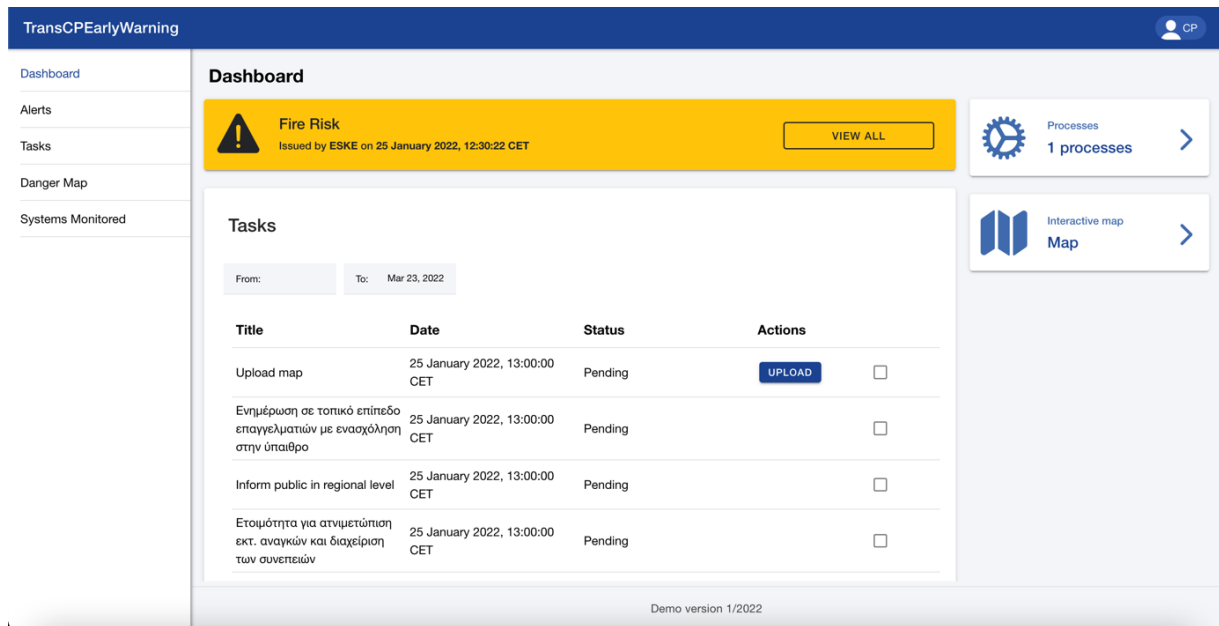 TransCPEarlyWarning
CP
Dashboard
Alerts
Tasks
Danger Map
Systems Monitored
Dashboard
Fire Risk
Issued by ESKE on 25 January 2022, 12:30:22 CET
VIEW ALL
Processes
1 processes
Interactive map
Map
Tasks
From:
To: Mar 23, 2022
Title Date Status Actions
Upload map
25 January 2022, 13:00:00
CET
Pending
UPLOAD
Ενημέρωση σε τοπικό επίπεδο
επαγγελματιών με ενασχόληση
στην ύπαιθρο
25 January 2022, 13:00:00
CET
Pending
Inform public in regional level
25 January 2022, 13:00:00
CET
Pending
Ετοιμότητα για ατνιμετώπιση
εκτ. αναγκών και διαχείριση
των συνεπειών
25 January 2022, 13:00:00
CET
Pending
Demo version 1/2022